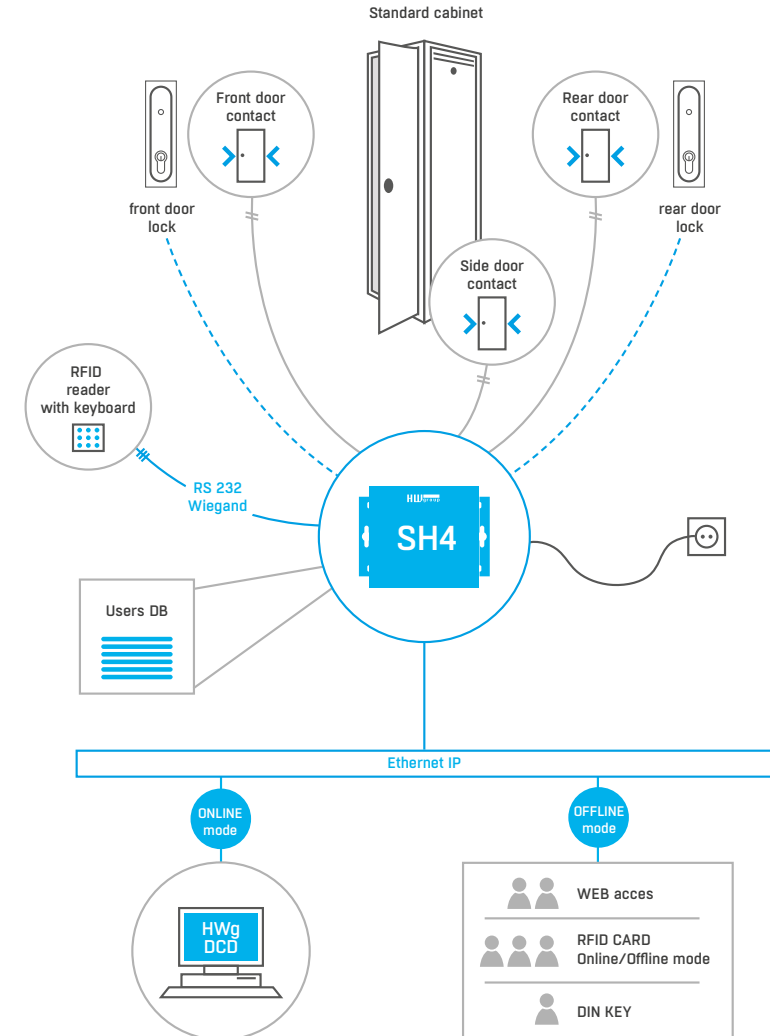 Standard cabinet
Front door
contact
Rear door
contact
front door
lock
rear door
lock
Side door
contact
RFID
reader
with keyboard
RS 232
Wiegand
HWgroup
SH4
Users DB
Ethernet IP
ONLINE
mode
OFFLINE
mode
HWg
DCD
WEB acces
RFID CARD
Online/Offline mode
DIN KEY